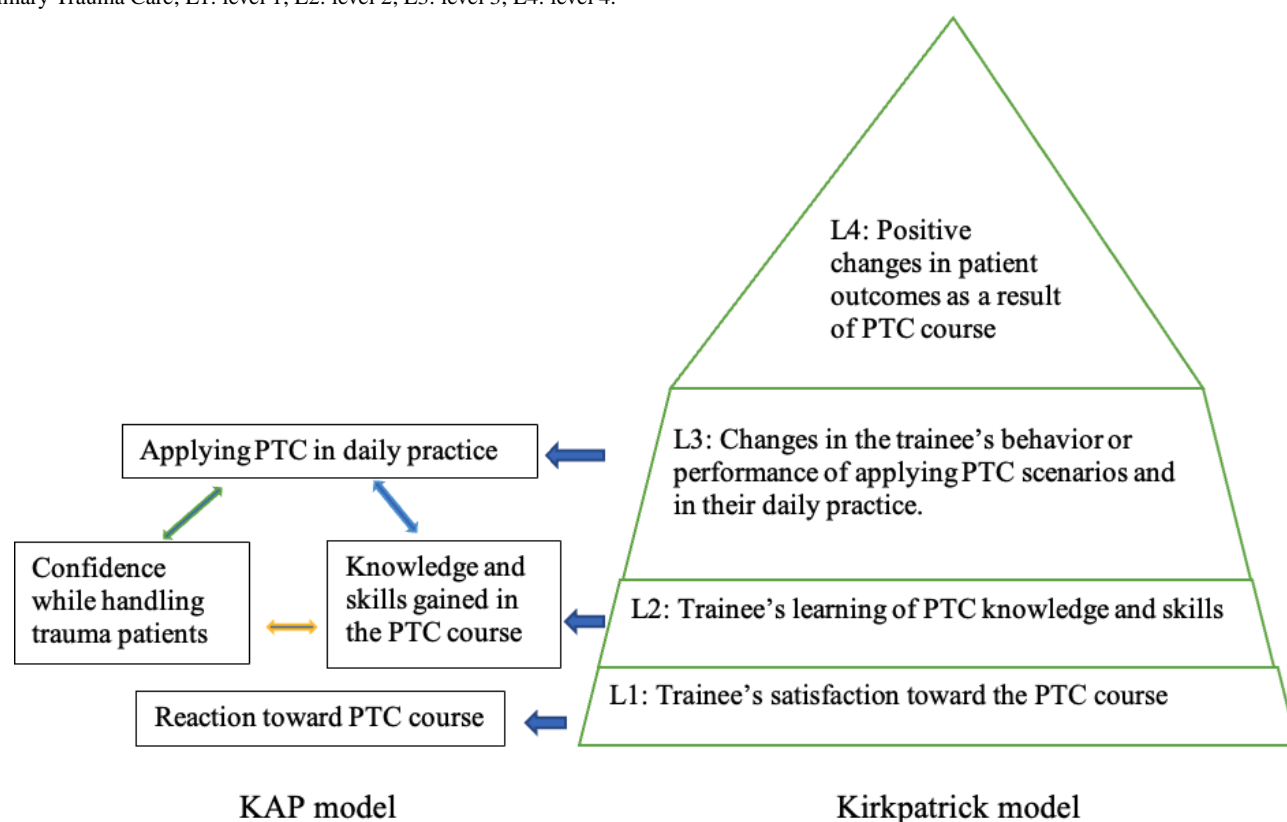 mary Trauma Care; L1: level 1; L2: level 2; L3: level 3; L4: level 4.
L4: Positive
changes in patient
outcomes as a result
of PTC course
Applying PTC in daily practice
L3: Changes in the trainee’s behavior or
performance of applying PTC scenarios and
in their daily practice.
Confidence
while handling
trauma patients
Knowledge and
skills gained in
the PTC course
L2: Trainee’s learning of PTC knowledge and skills
Reaction toward PTC course
L1: Trainee’s satisfaction toward the PTC course
KAP model
Kirkpatrick model